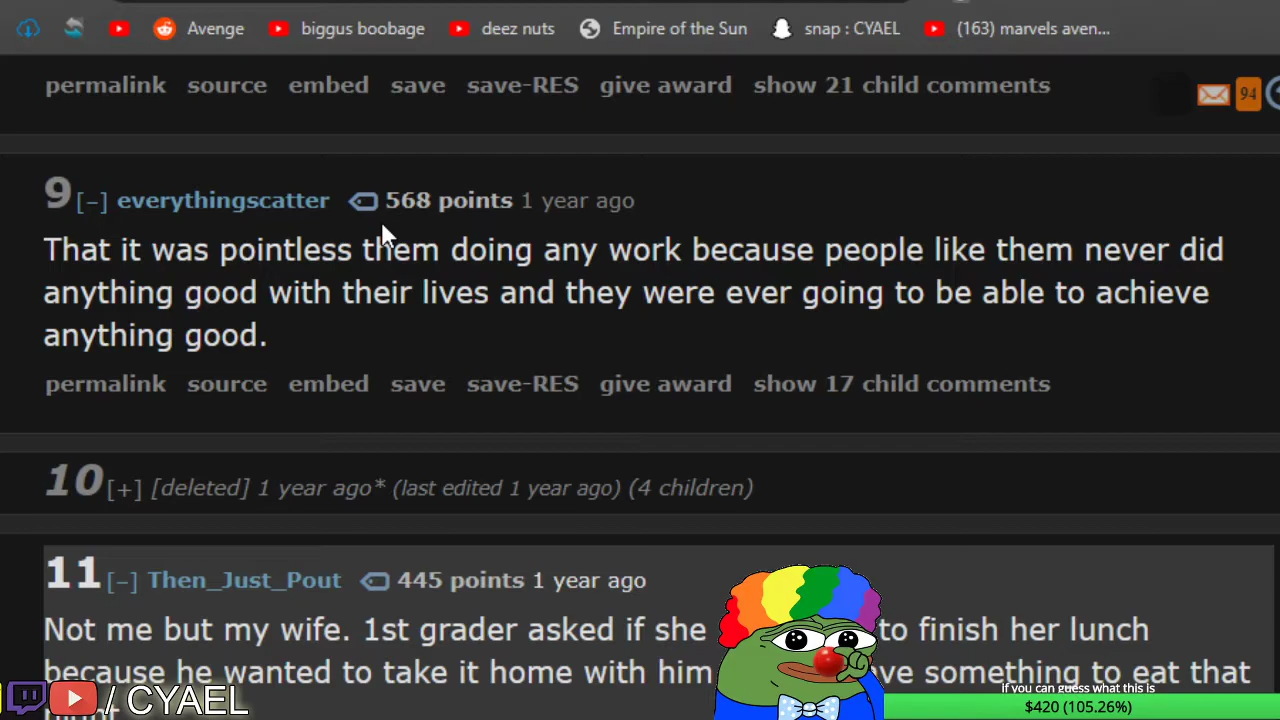 Avenge biggus boobage deez nuts Empire of the Sun snap : CYAEL (163) marvels aven...
permalink source embed save save-RES give award show 21 child comments
94
9 [–] everythingscatter 568 points 1 year ago
That it was pointless them doing any work because people like them never did
anything good with their lives and they were ever going to be able to achieve
anything good.
permalink source embed save save-RES give award show 17 child comments
10 [+] [deleted] 1 year ago* (last edited 1 year ago) (4 children)
11 [–] Then_Just_Pout 445 points 1 year ago
Not me but my wife. 1st grader asked if she to finish her lunch
because he wanted to take it home with him ve something to eat that
if you can guess what this is
/ CYAEL
$420 (105.26%)